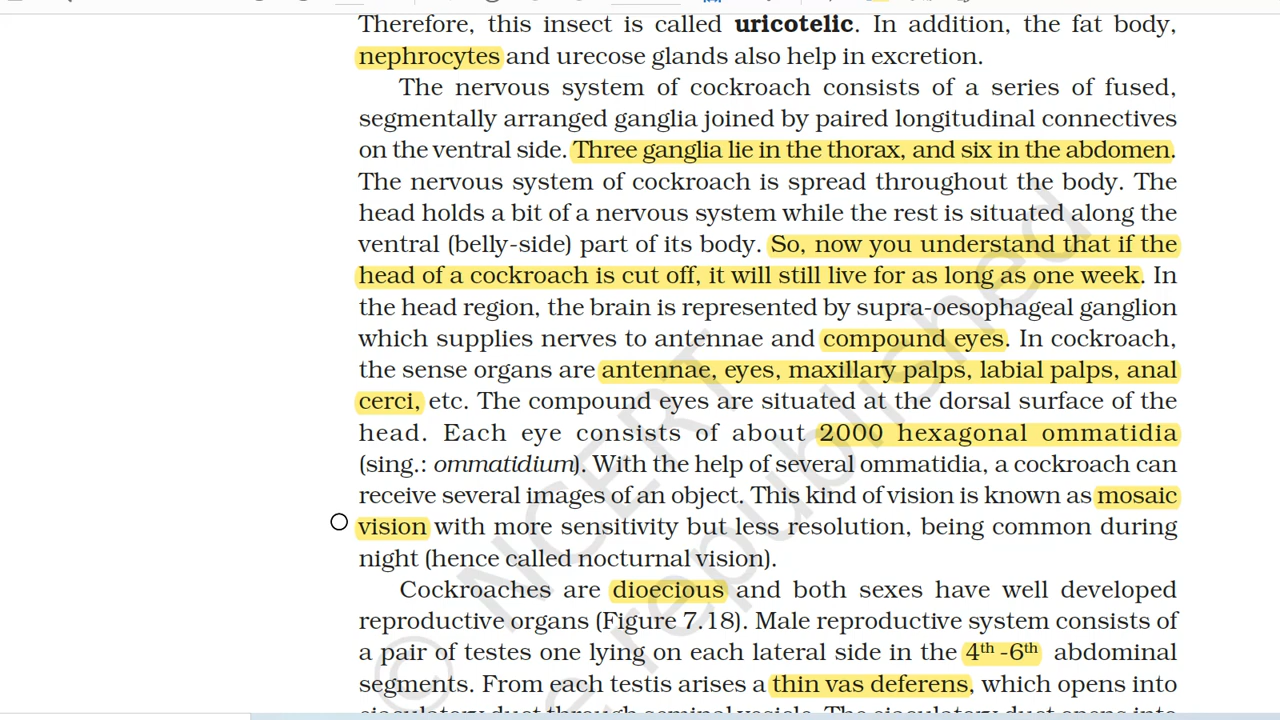 Therefore, this insect is called uricotelic. In addition, the fat body,
nephrocytes and urecose glands also help in excretion.
The nervous system of cockroach consists of a series of fused,
segmentally arranged ganglia joined by paired longitudinal connectives
on the ventral side. Three ganglia lie in the thorax, and six in the abdomen.
The nervous system of cockroach is spread throughout the body. The
head holds a bit of a nervous system while the rest is situated along the
ventral (belly-side) part of its body. So, now you understand that if the
head of a cockroach is cut off, it will still live for as long as one week. In
the head region, the brain is represented by supra-oesophageal ganglion
which supplies nerves to antennae and compound eyes. In cockroach,
the sense organs are antennae, eyes, maxillary palps, labial palps, anal
cerci, etc. The compound eyes are situated at the dorsal surface of the
head. Each eye consists of about 2000 hexagonal ommatidia
(sing.: ommatidium). With the help of several ommatidia, a cockroach can
receive several images of an object. This kind of vision is known as mosaic
vision with more sensitivity but less resolution, being common during
night (hence called nocturnal vision).
Cockroaches are dioecious and both sexes have well developed
reproductive organs (Figure 7.18). Male reproductive system consists of
a pair of testes one lying on each lateral side in the 4th -6th abdominal
segments. From each testis arises a thin vas deferens, which opens into
© NCERT
republished